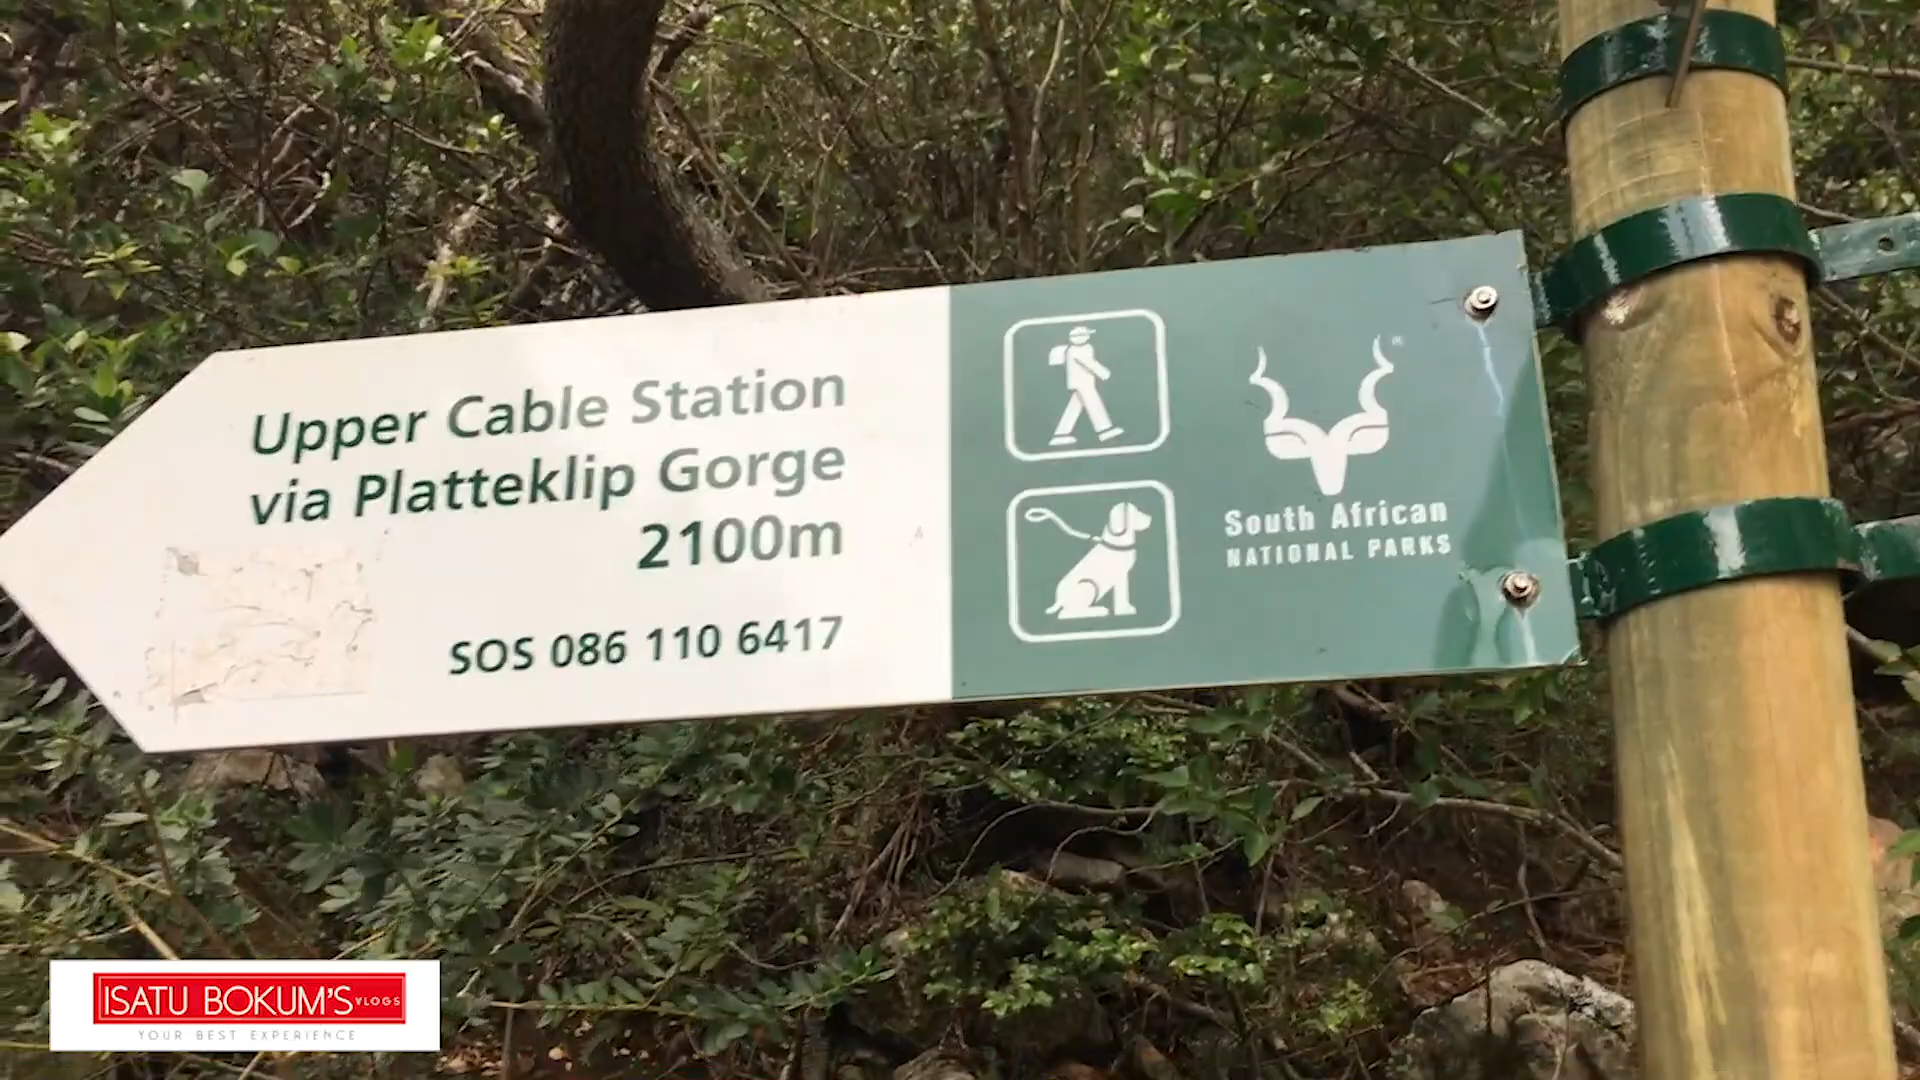 Upper Cable Station
via Platteklip Gorge
2100m
SOS 086 110 6417
South African
NATIONAL PARKS
®
ISATU BOKUM'S VLOGS
YOUR BEST EXPERIENCE